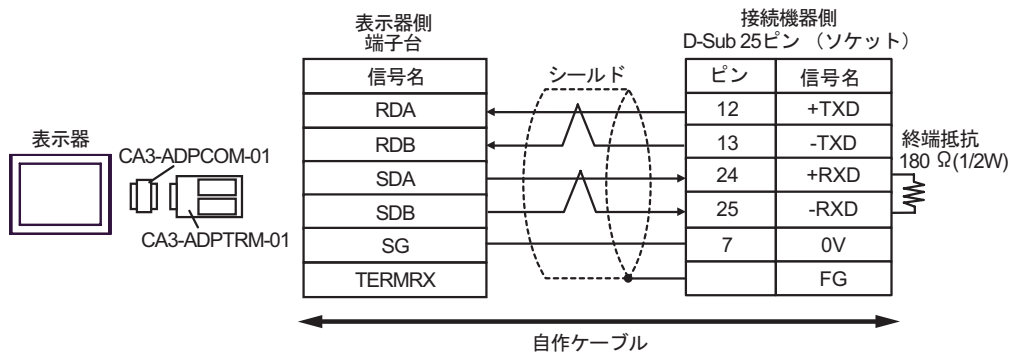 表示器側
端子台
接続機器側
D-Sub 25ピン （ソケット）
信号名
シールド
ピン
信号名
RDA
12
+TXD
RDB
13
-TXD
SDA
24
+RXD
SDB
25
-RXD
SG
7
0V
TERMRX
FG
表示器
CA3-ADPCOM-01
CA3-ADPTRM-01
終端抵抗
180 Ω(1/2W)
自作ケーブル